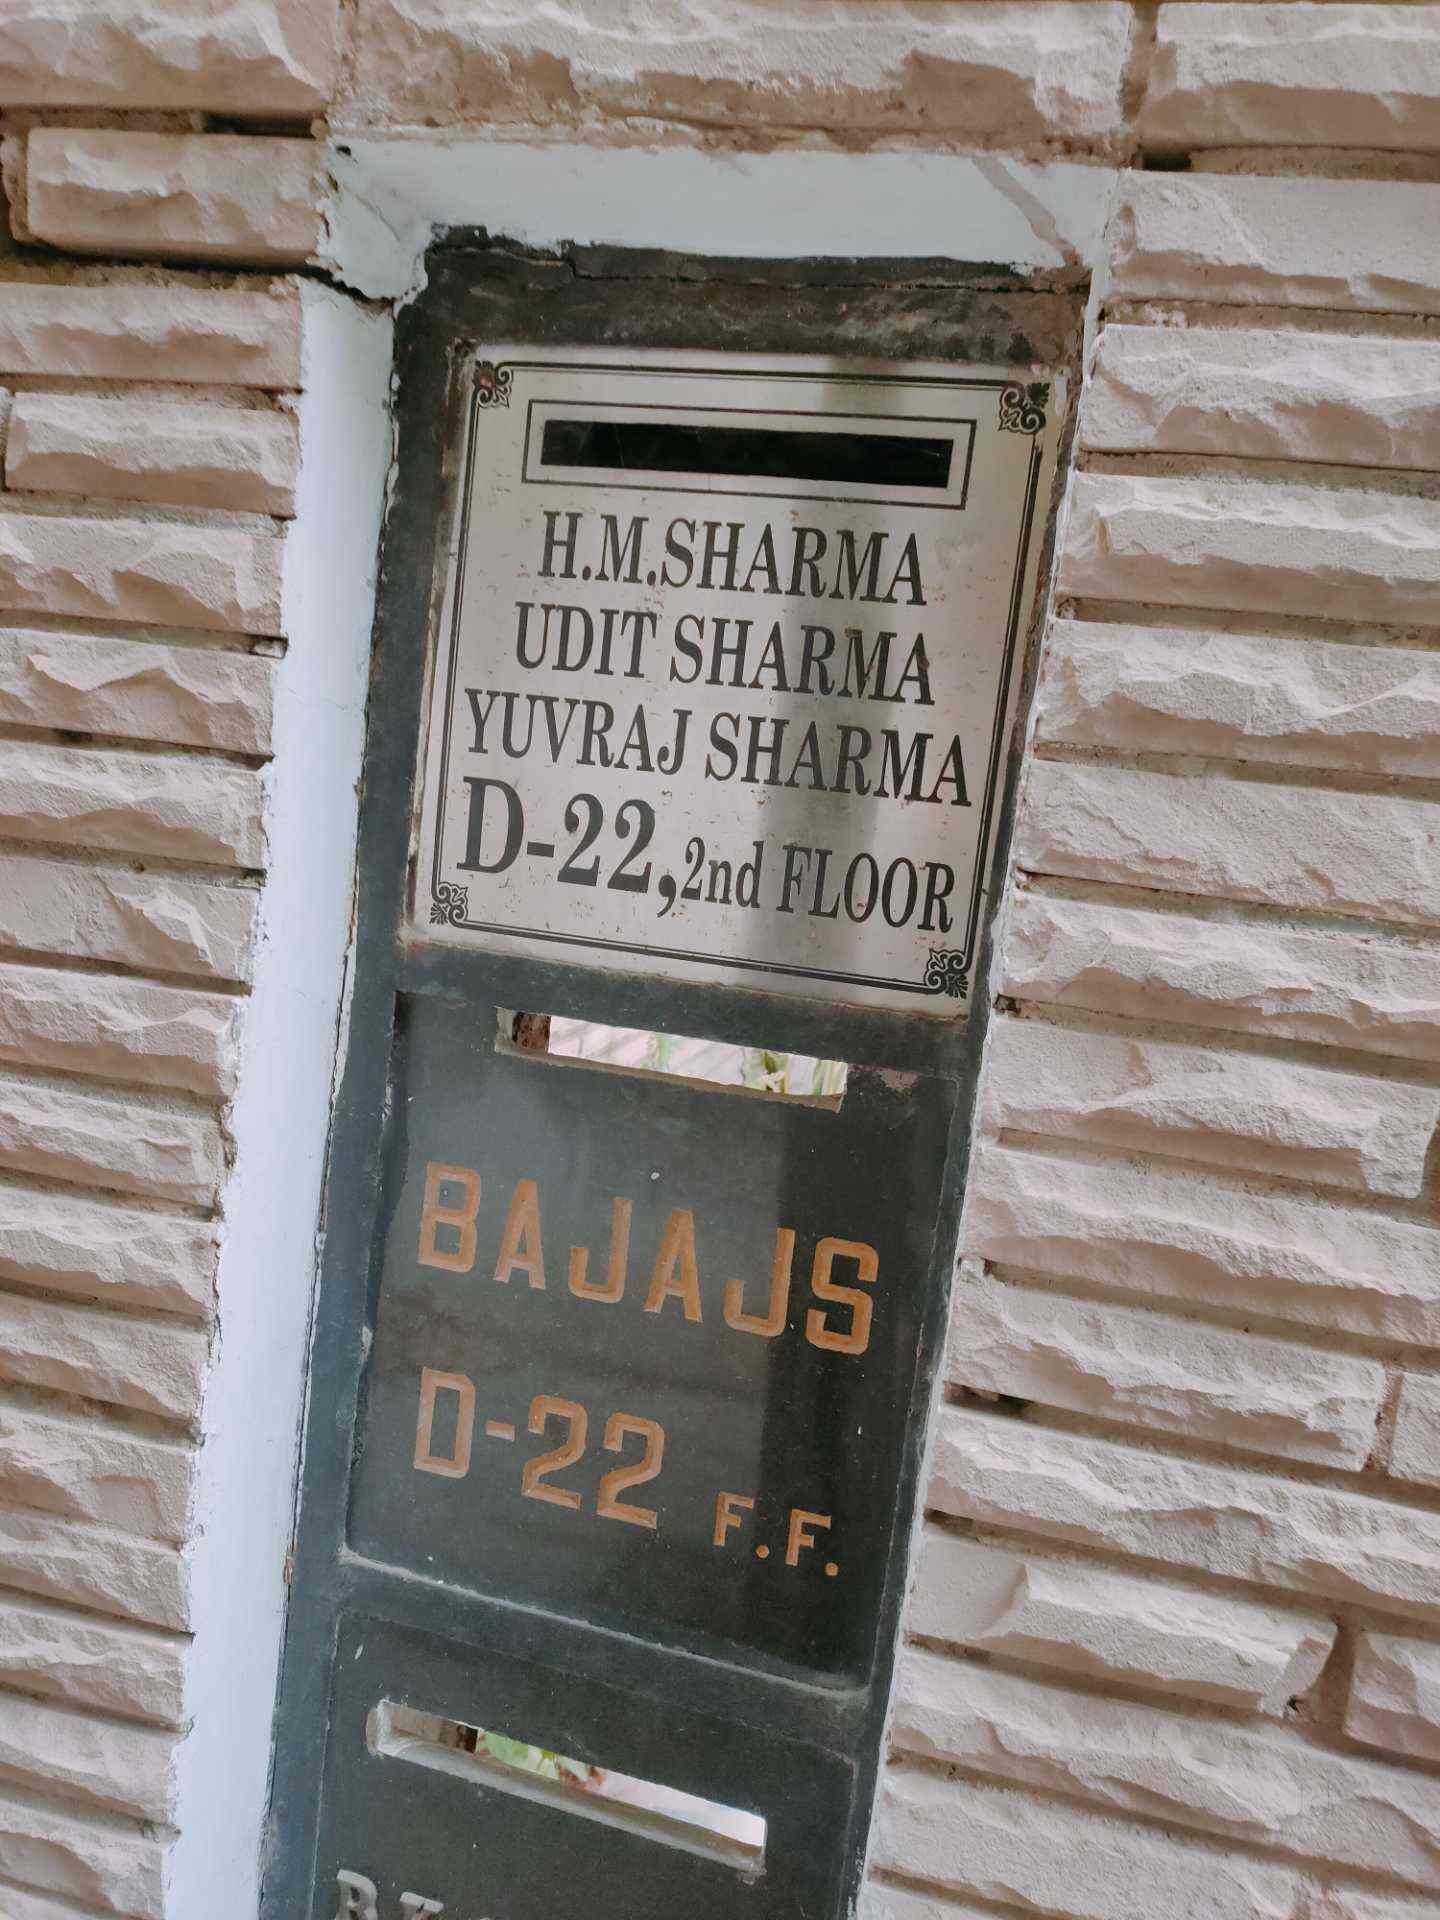 H.M.SHARMA
UDIT SHARMA
YUVRAJ SHARMA
D-22, 2nd FLOOR
BAJAJS
D-22 F.F.